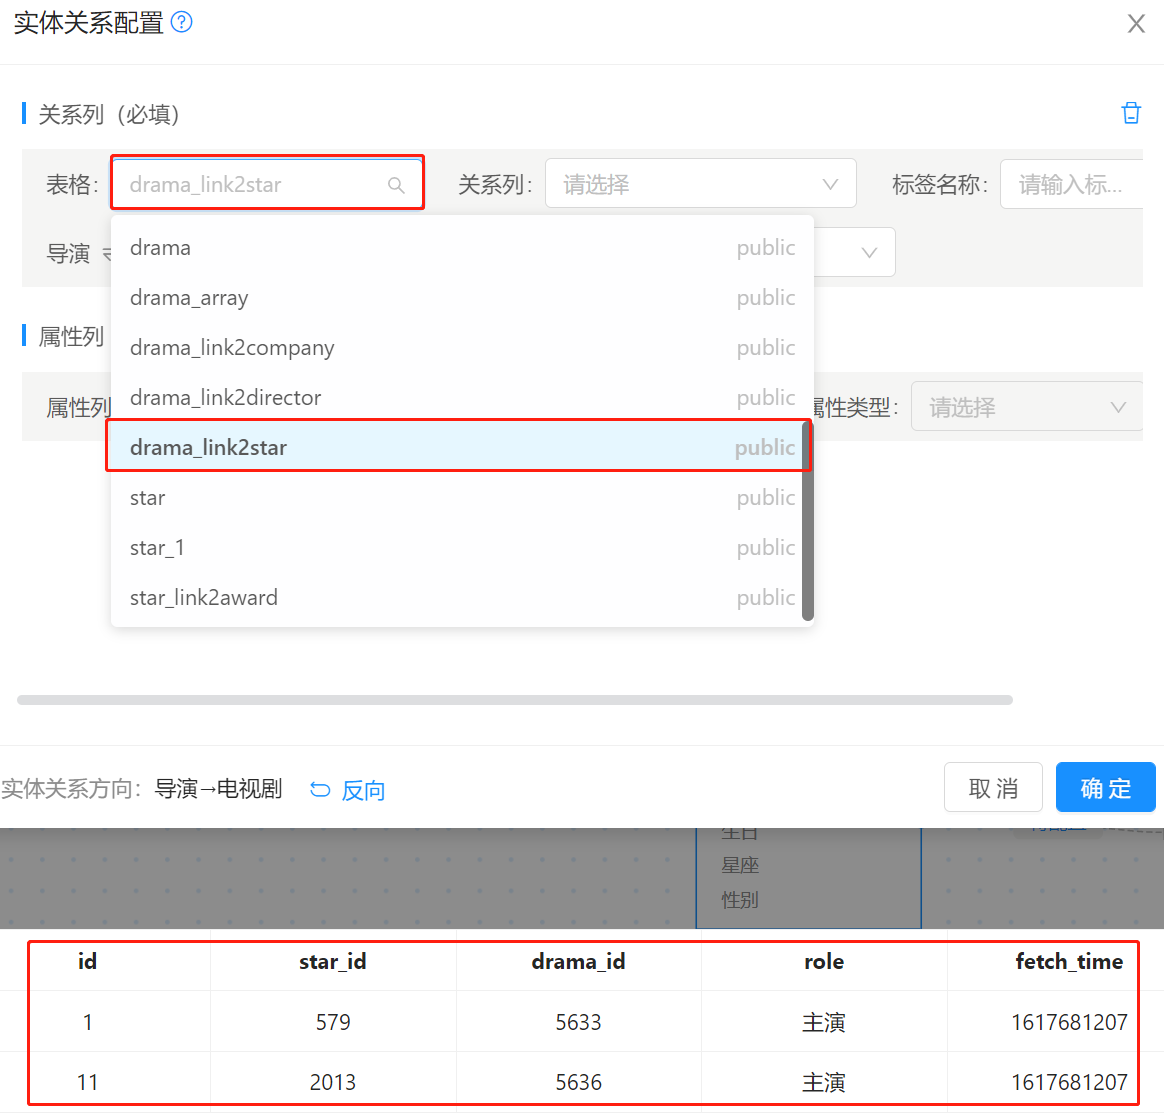 实体关系配置 ?
关系列（必填）
表格： drama_link2star 关系列： 请选择 标签名称： 请输入标...
导演
drama public
drama_array public
属性列
drama_link2company public
属性列 drama_link2director public 属性类型： 请选择
drama_link2star public
star public
star_1 public
star_link2award public
实体关系方向： 导演→电视剧 反向 取 消 确 定
生日
星座
性别
id star_id drama_id role fetch_time
1 579 5633 主演 1617681207
11 2013 5636 主演 1617681207